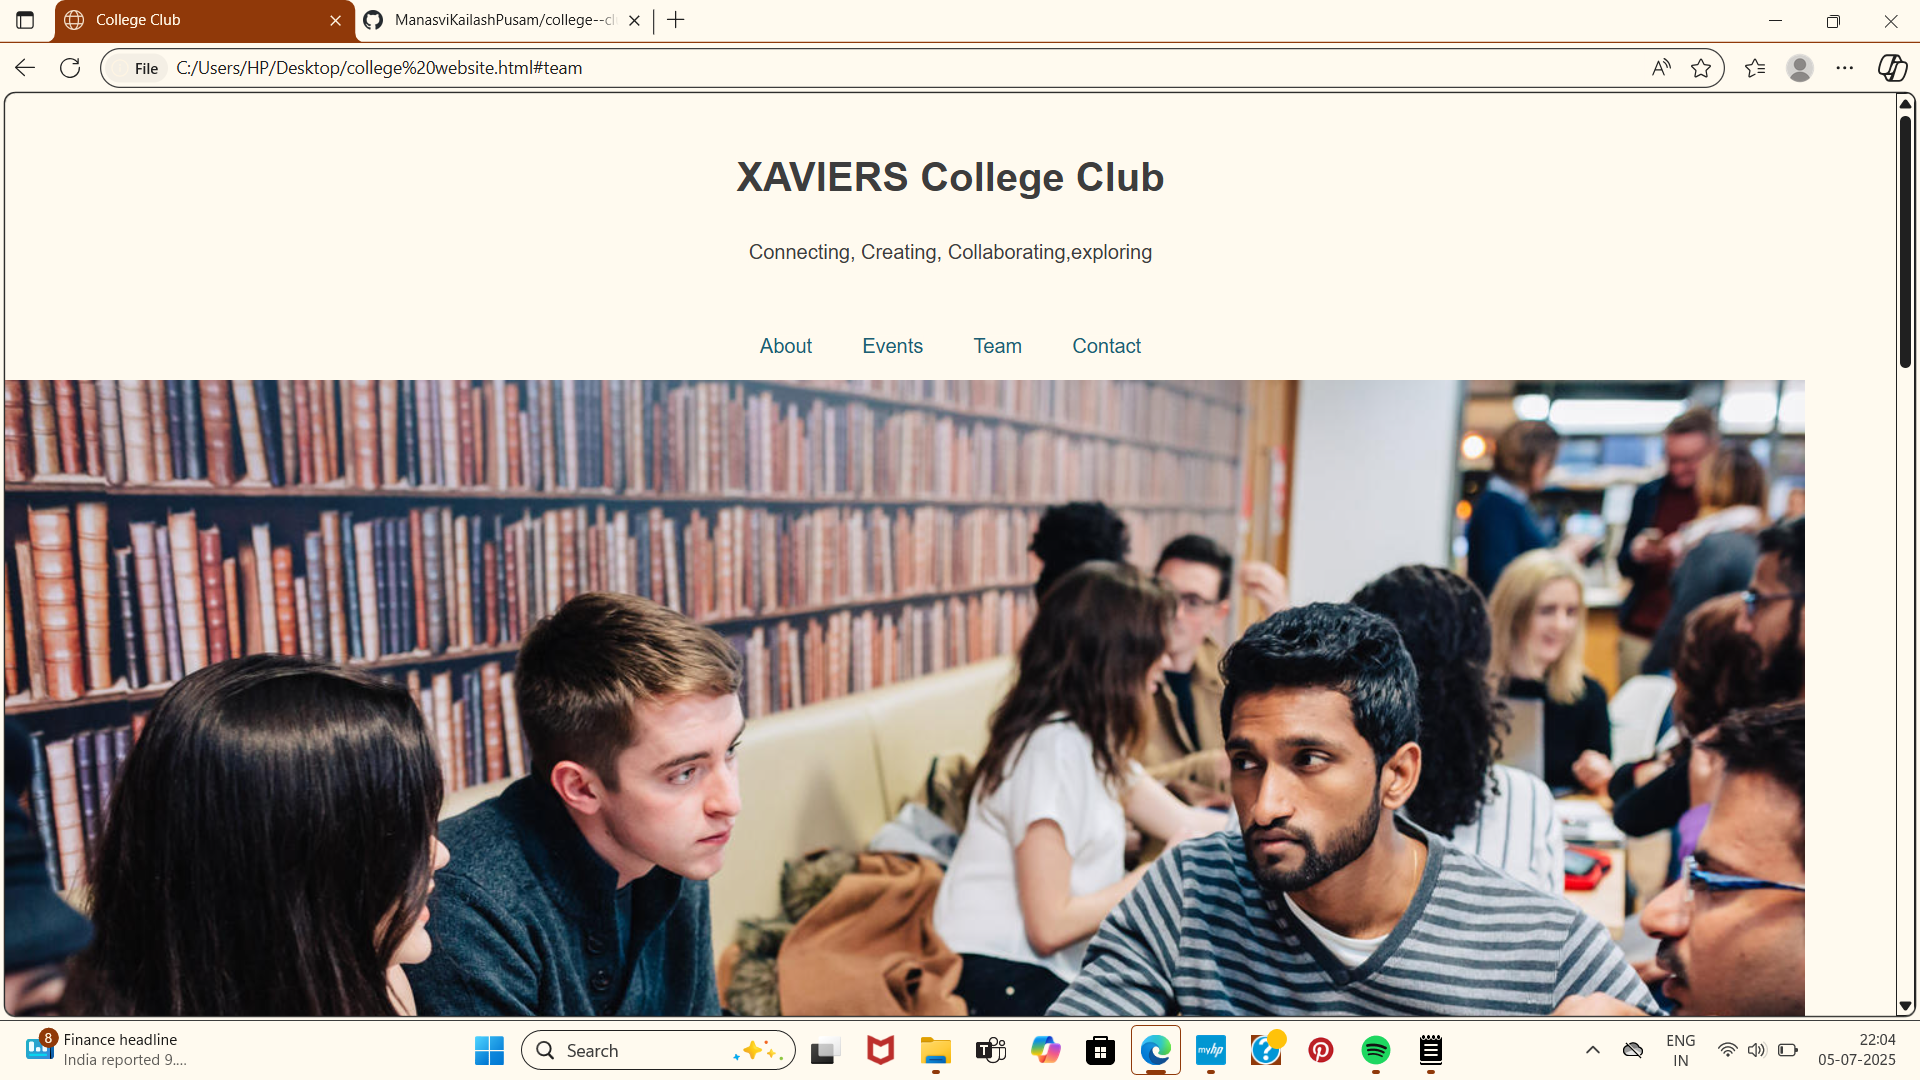 College Club
ManasviKailashPusam/college--cl
File
C:/Users/HP/Desktop/college%20website.html#team
XAVIERS College Club
Connecting, Creating, Collaborating,exploring
About Events Team Contact
8
Finance headline
India reported 9....
Search
T
myhp
?
ENG
IN
22:04
05-07-2025